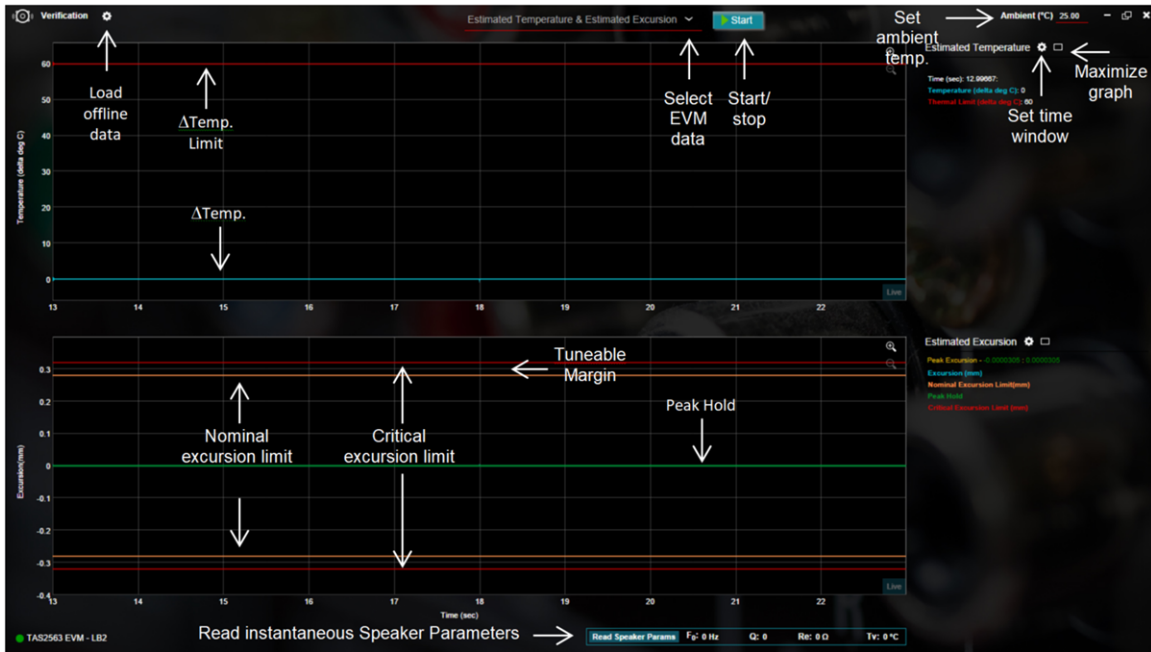 Verification
Estimated Temperature & Estimated Excursion
Start
Ambient (°C) 25.00
Set
ambient
temp.
Load
offline
data
ΔTemp.
Limit
ΔTemp.
Select
EVM
data
Start/
stop
Estimated Temperature
Time (sec): 12.99667:
Temperature (delta deg C): 0
Thermal Limit (delta deg C): 60
Set time
window
Maximize
graph
Temperature (delta deg C)
60
50
40
30
20
10
0
13 14 15 16 17 18 19 20 21 22
Live
Estimated Excursion
Peak Excursion - -0.0000305 ; 0.0000305
Excursion (mm)
Nominal Excursion Limit(mm)
Peak Hold
Critical Excursion Limit (mm)
Tuneable
Margin
Peak Hold
Nominal
excursion limit
Critical
excursion limit
Excursion(mm)
0.3
0.2
0.1
0
-0.1
-0.2
-0.3
-0.4
13 14 15 16 17 18 19 20 21 22
Live
Time (sec)
TAS2563 EVM - LB2
Read instantaneous Speaker Parameters
Read Speaker Params F0: 0 Hz Q: 0 Re: 0 Ω Tv: 0 °C